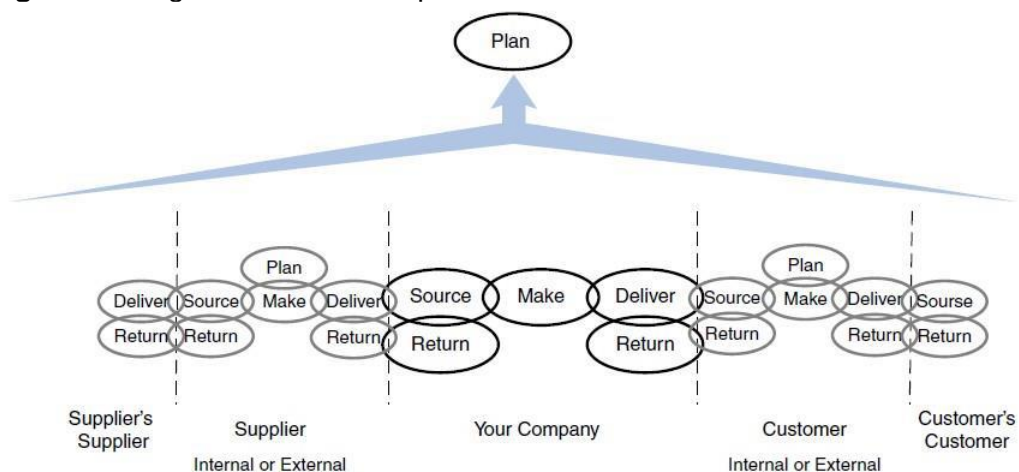 Plan
Plan
Plan
Deliver Source Make Deliver Source Make Deliver Source Make Deliver Sourse
Return Return Return Return Return Return Return Return
Supplier's
Supplier
Supplier
Internal or External
Your Company
Customer
Internal or External
Customer's
Customer